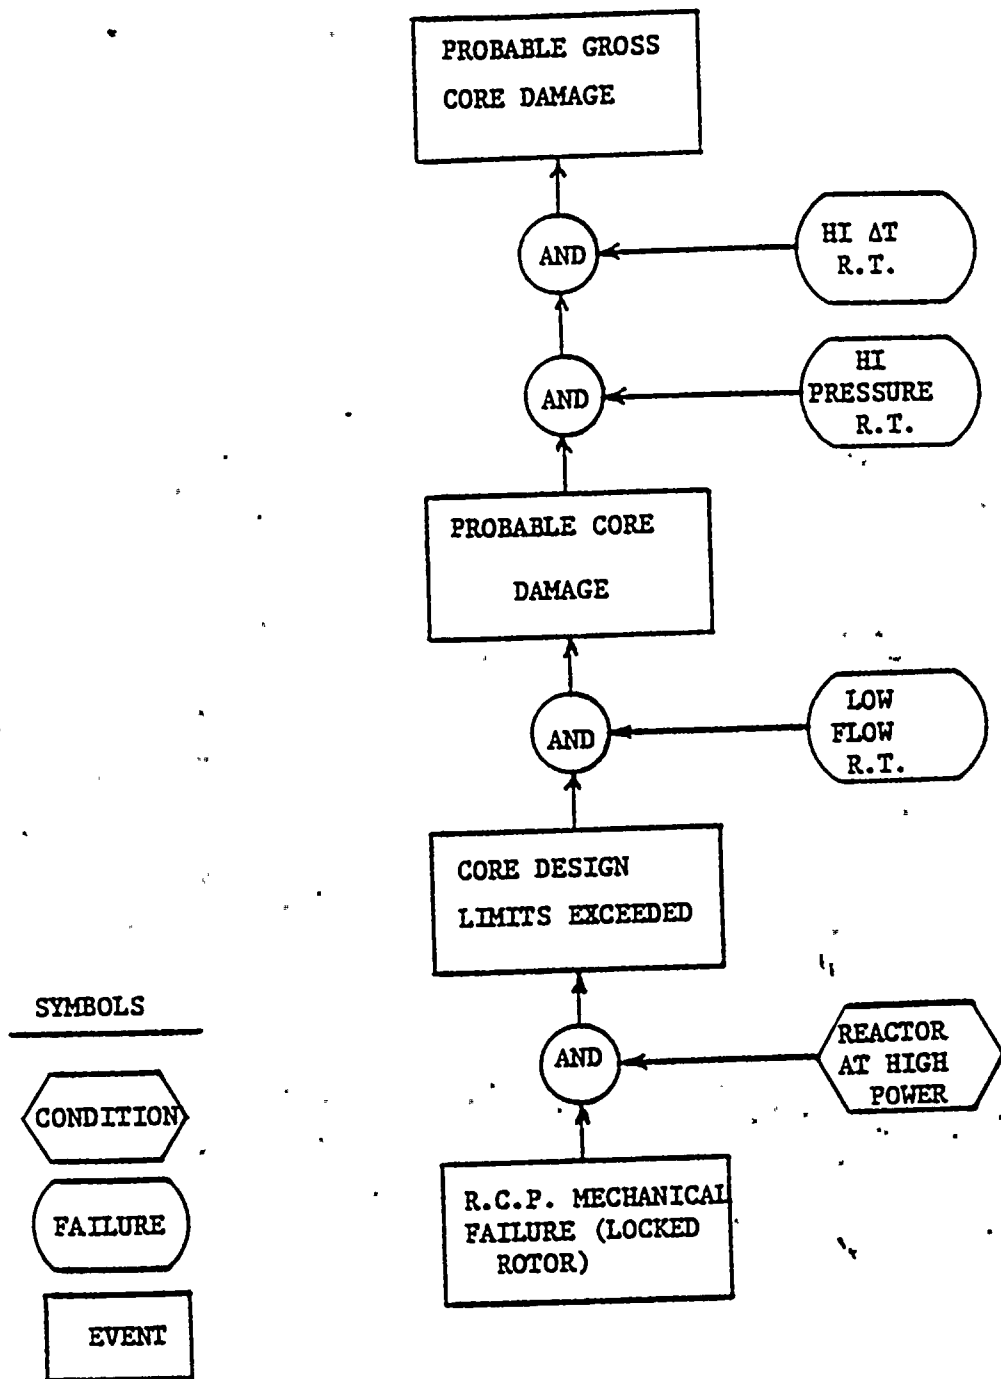 PROBABLE GROSS
CORE DAMAGE
AND
HI ΔT
R.T.
AND
HI
PRESSURE
R.T.
PROBABLE CORE
DAMAGE
AND
LOW
FLOW
R.T.
CORE DESIGN
LIMITS EXCEEDED
AND
REACTOR
AT HIGH
POWER
R.C.P. MECHANICAL
FAILURE (LOCKED
ROTOR)
SYMBOLS
CONDITION
FAILURE
EVENT